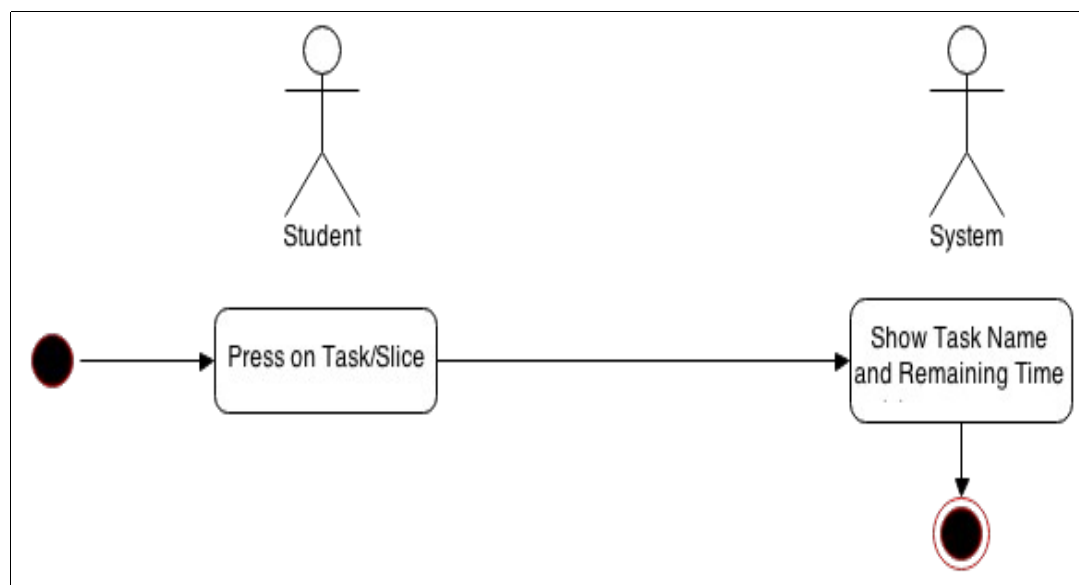 Student
System
Press on Task/Slice
Show Task Name
and Remaining Time